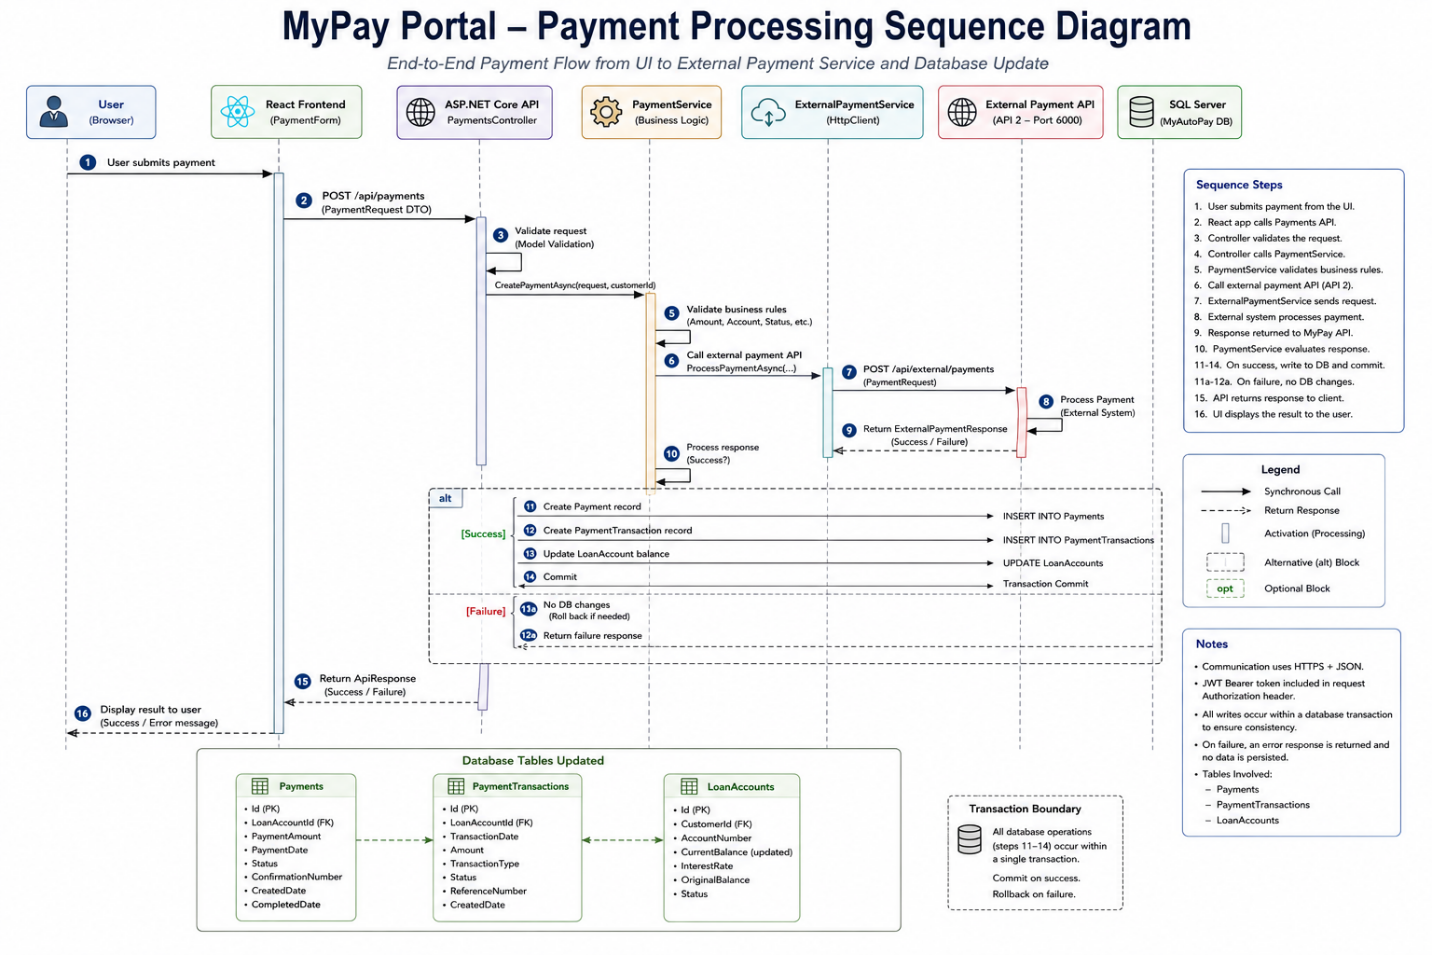 MyPay Portal – Payment Processing Sequence Diagram
End-to-End Payment Flow from UI to External Payment Service and Database Update
User
(Browser)
React Frontend
(PaymentForm)
ASP.NET Core API
PaymentsController
PaymentService
(Business Logic)
ExternalPaymentService
(HttpClient)
External Payment API
(API 2 – Port 6000)
SQL Server
(MyAutoPay DB)
1 User submits payment
2 POST /api/payments
(PaymentRequest DTO)
3 Validate request
(Model Validation)
CreatePaymentAsync(request, customerId)
5 Validate business rules
(Amount, Account, Status, etc.)
6 Call external payment API
ProcessPaymentAsync(...)
7 POST /api/external/payments
(PaymentRequest)
8 Process Payment
(External System)
9 Return ExternalPaymentResponse
(Success / Failure)
10 Process response
(Success?)
alt
[Success]
11 Create Payment record
INSERT INTO Payments
12 Create PaymentTransaction record
INSERT INTO PaymentTransactions
13 Update LoanAccount balance
UPDATE LoanAccounts
14 Commit
Transaction Commit
[Failure]
13a No DB changes
(Roll back if needed)
12a Return failure response
15 Return ApiResponse
(Success / Failure)
16 Display result to user
(Success / Error message)
Sequence Steps
1. User submits payment from the UI.
2. React app calls Payments API.
3. Controller validates the request.
4. Controller calls PaymentService.
5. PaymentService validates business rules.
6. Call external payment API (API 2).
7. ExternalPaymentService sends request.
8. External system processes payment.
9. Response returned to MyPay API.
10. PaymentService evaluates response.
11-14. On success, write to DB and commit.
11a-12a. On failure, no DB changes.
15. API returns response to client.
16. UI displays the result to the user.
Legend
Synchronous Call
Return Response
Activation (Processing)
Alternative (alt) Block
opt Optional Block
Notes
• Communication uses HTTPS + JSON.
• JWT Bearer token included in request
Authorization header.
• All writes occur within a database transaction
to ensure consistency.
• On failure, an error response is returned and
no data is persisted.
• Tables Involved:
– Payments
– PaymentTransactions
– LoanAccounts
Database Tables Updated
Payments
• Id (PK)
• LoanAccountId (FK)
• PaymentAmount
• PaymentDate
• Status
• ConfirmationNumber
• CreatedDate
• CompletedDate
PaymentTransactions
• Id (PK)
• LoanAccountId (FK)
• TransactionDate
• Amount
• TransactionType
• Status
• ReferenceNumber
• CreatedDate
LoanAccounts
• Id (PK)
• CustomerId (FK)
• AccountNumber
• CurrentBalance (updated)
• InterestRate
• OriginalBalance
• Status
Transaction Boundary
All database operations
(steps 11–14) occur within
a single transaction.
Commit on success.
Rollback on failure.